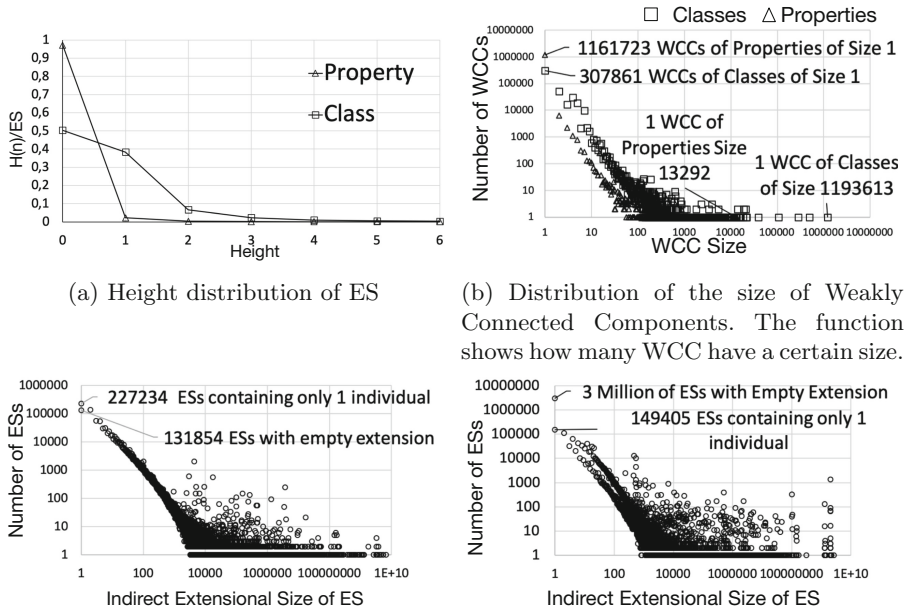 H(n)/ES
1
0,9
0,8
0,7
0,6
0,5
0,4
0,3
0,2
0,1
0
Property
Class
0 1 2 3 4 5 6
Height
(a) Height distribution of ES
□ Classes △ Properties
Number of WCCs
1000000
100000
10000
1000
100
10
1
1161723 WCCs of Properties of Size 1
307861 WCCs of Classes of Size 1
1 WCC of
Properties Size
13292
1 WCC of Classes
of Size 1193613
1 10 100 1000 10000 100000 1000000 10000000
WCC Size
(b) Distribution of the size of Weakly
Connected Components. The function
shows how many WCC have a certain size.
Number of ESs
1000000
100000
10000
1000
100
10
1
227234 ESs containing only 1 individual
131854 ESs with empty extension
1 100 10000 1000000 100000000 1E+10
Indirect Extensional Size of ES
Number of ESs
10000000
1000000
100000
10000
1000
100
10
1
3 Million of ESs with Empty Extension
149405 ESs containing only 1
individual
1 100 10000 1000000 100000000 1E+10
Indirect Extensional Size of ES